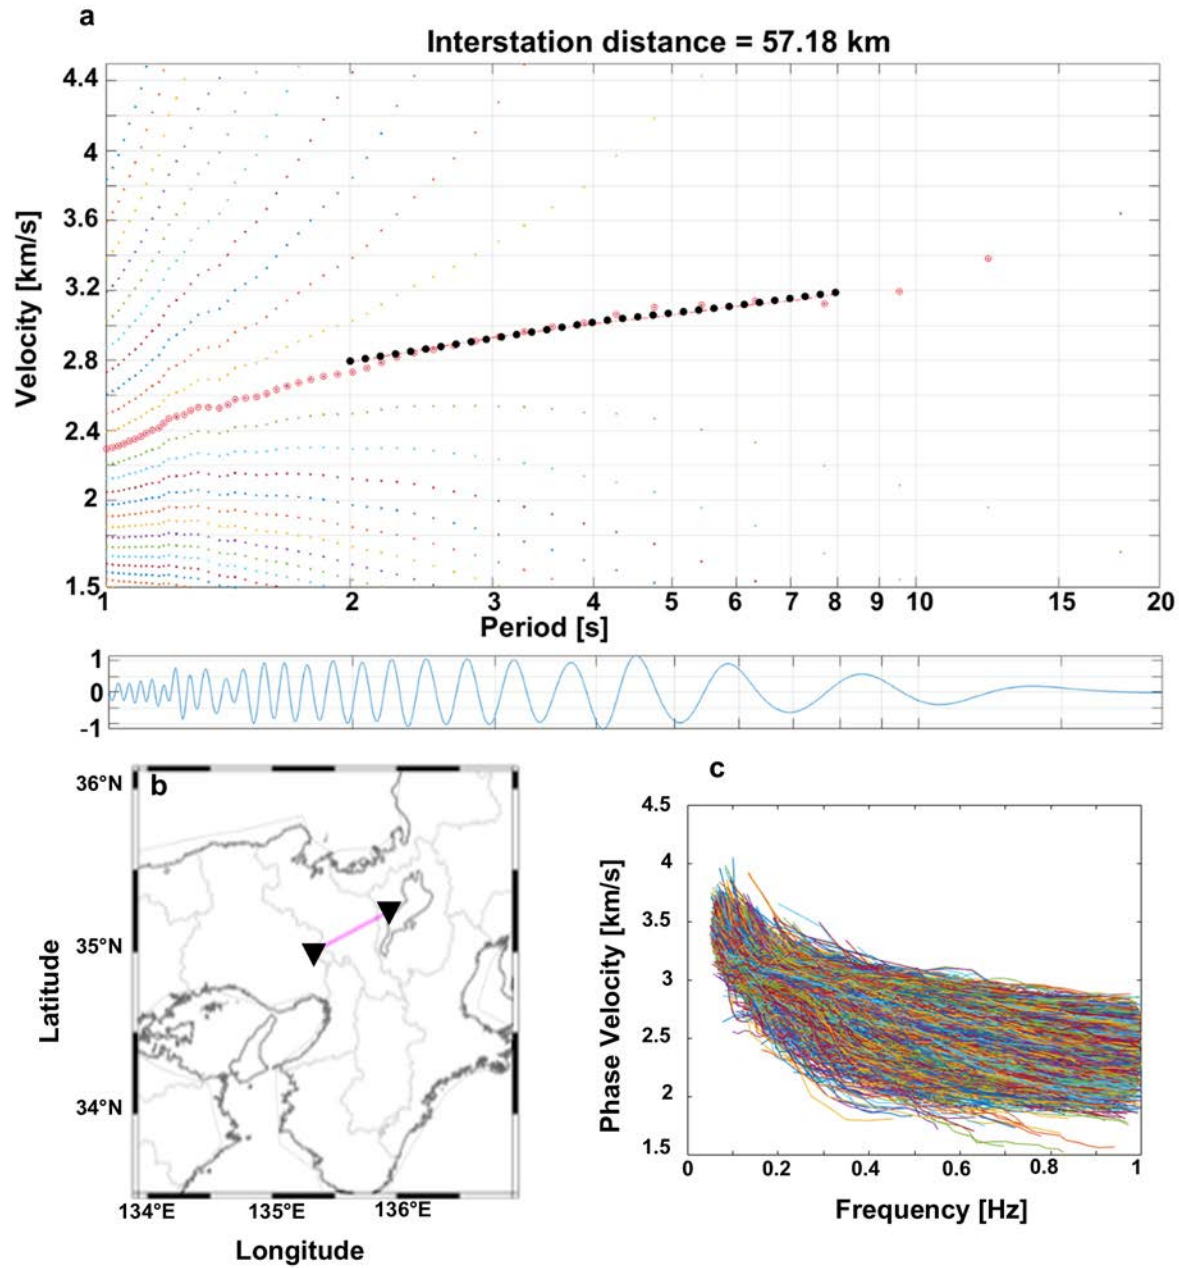 a
Interstation distance = 57.18 km
4.4
4
3.6
3.2
2.8
2.4
2
1.5
Velocity [km/s]
1 2 3 4 5 6 7 8 9 10 15 20
Period [s]
1
0
-1
b
36°N
35°N
34°N
Latitude
134°E 135°E 136°E
Longitude
c
4.5
4
3.5
3
2.5
2
1.5
Phase Velocity [km/s]
0 0.2 0.4 0.6 0.8 1
Frequency [Hz]